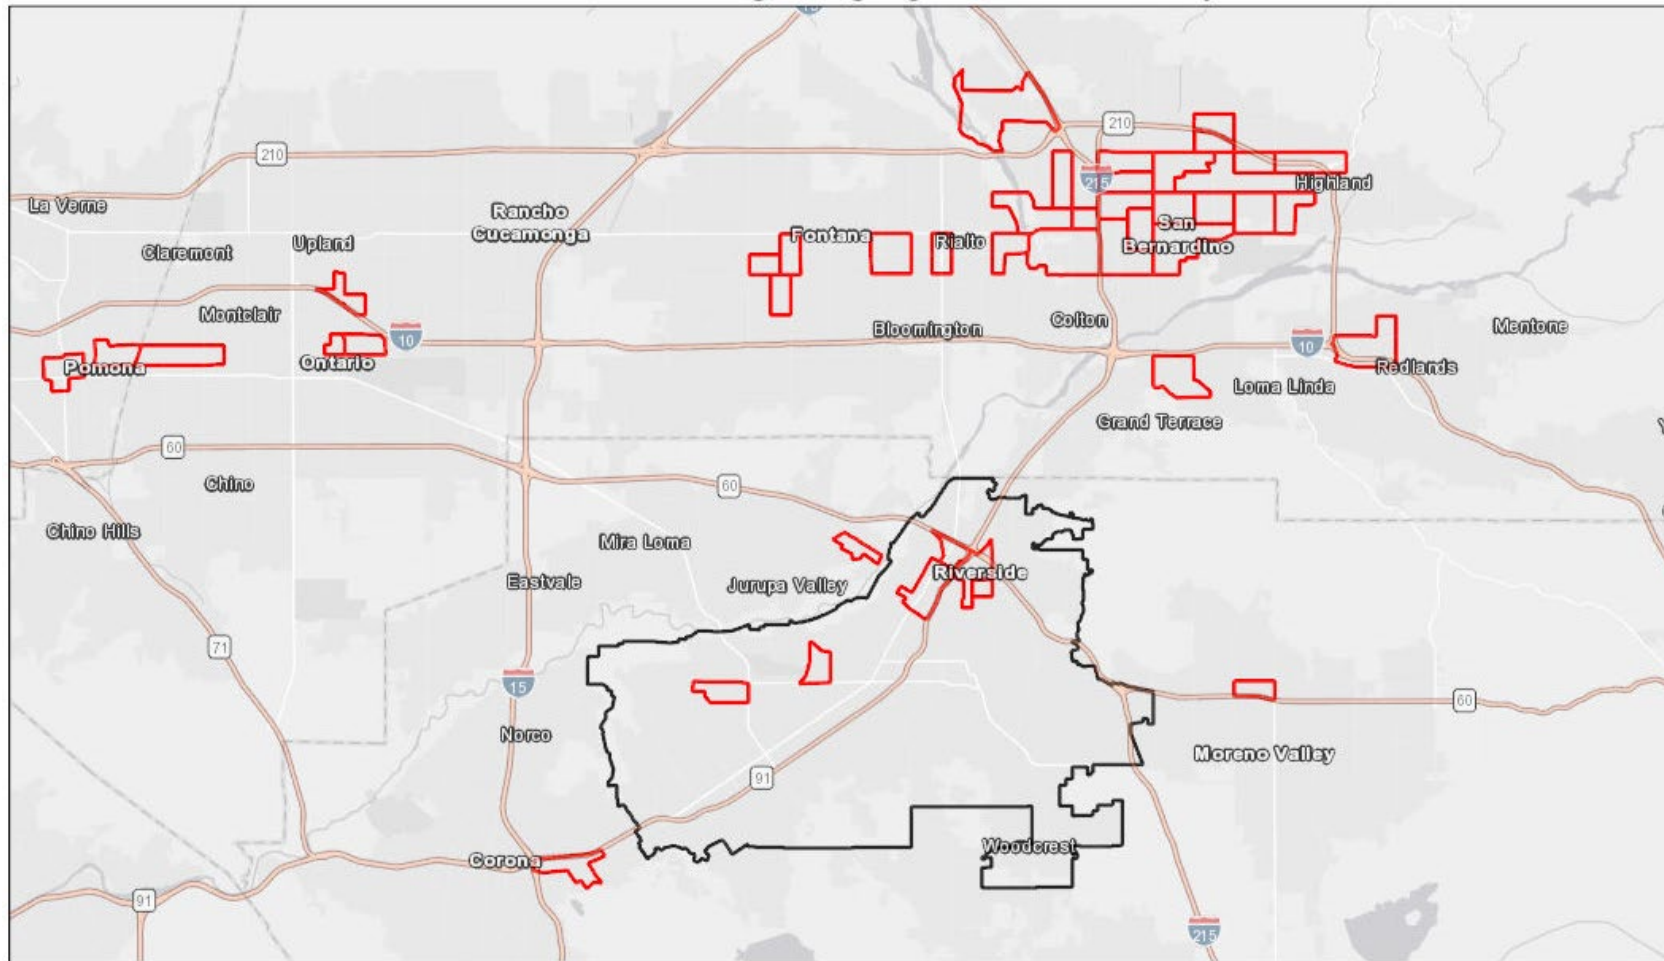 15
210
210
215
Highland
La Verne
Rancho
Cucamonga
San
Bernardino
Claremont
Upland
Fontana
Rialto
Montclair
10
Bloomington
Colton
10
Mentone
Pomona
Ontario
Redlands
Loma Linda
Grand Terrace
60
Chino
60
Chino Hills
Mira Loma
Riverside
Eastvale
Jurupa Valley
71
15
60
Norco
Moreno Valley
91
Woodcrest
Corona
91
215